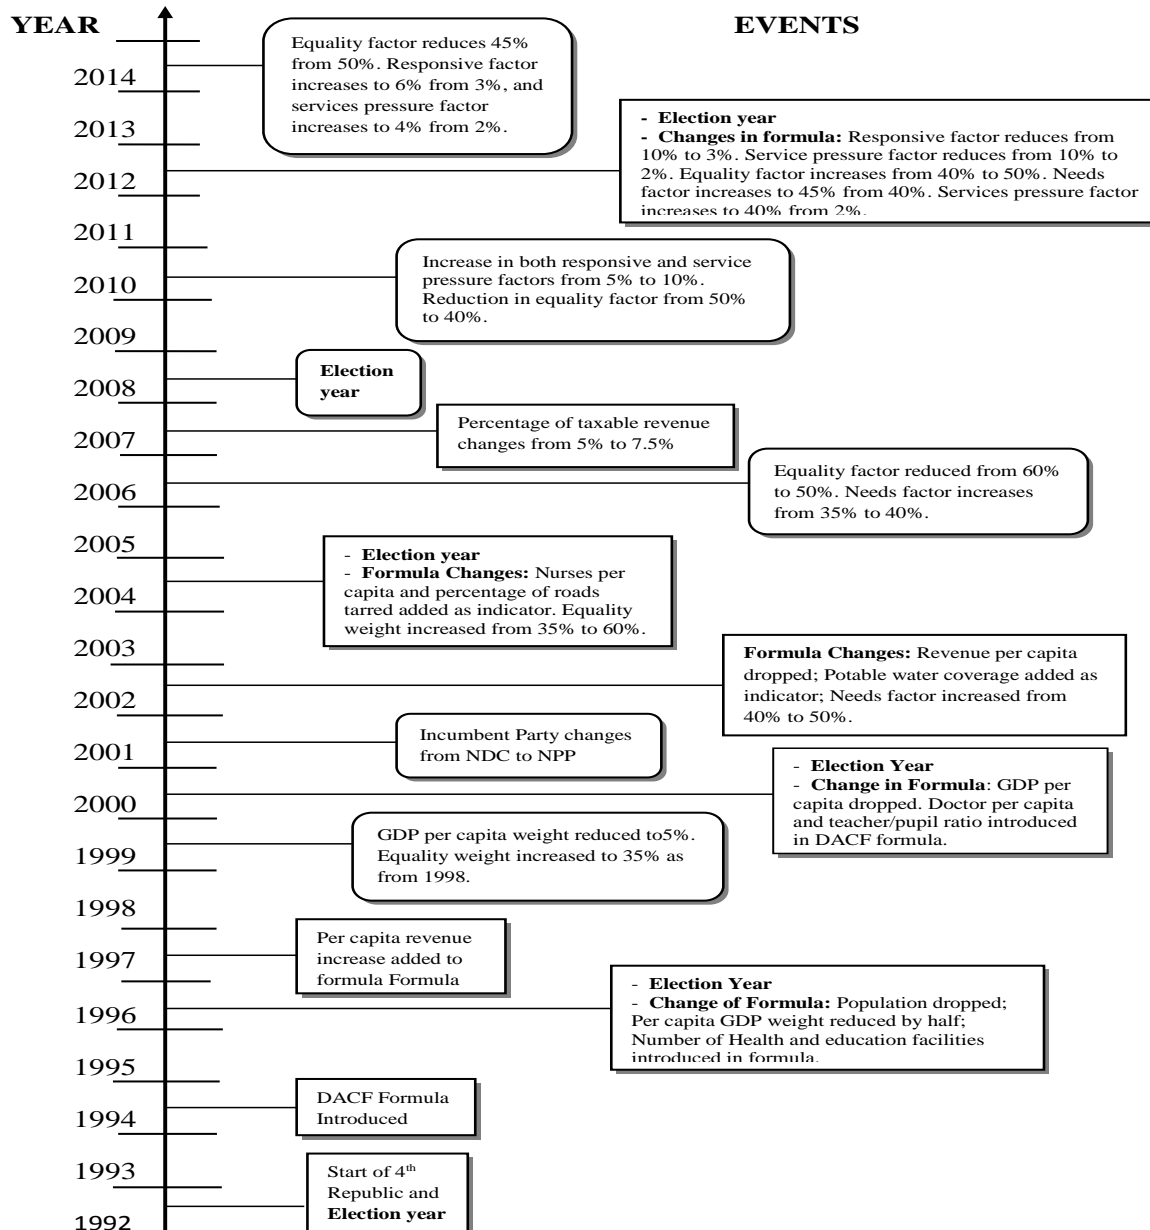 YEAR
EVENTS
2014
Equality factor reduces 45%
from 50%. Responsive factor
increases to 6% from 3%, and
services pressure factor
increases to 4% from 2%.
2013
- Election year
- Changes in formula: Responsive factor reduces from
10% to 3%. Service pressure factor reduces from 10% to
2%. Equality factor increases from 40% to 50%. Needs
factor increases to 45% from 40%. Services pressure factor
increases to 40% from 2%.
2012
2011
Increase in both responsive and service
pressure factors from 5% to 10%.
Reduction in equality factor from 50%
to 40%.
2010
2009
Election
year
2008
Percentage of taxable revenue
changes from 5% to 7.5%
2007
Equality factor reduced from 60%
to 50%. Needs factor increases
from 35% to 40%.
2006
2005
- Election year
- Formula Changes: Nurses per
capita and percentage of roads
tarred added as indicator. Equality
weight increased from 35% to 60%.
2004
2003
Formula Changes: Revenue per capita
dropped; Potable water coverage added as
indicator; Needs factor increased from
40% to 50%.
2002
Incumbent Party changes
from NDC to NPP
2001
- Election Year
- Change in Formula: GDP per
capita dropped. Doctor per capita
and teacher/pupil ratio introduced
in DACF formula.
2000
GDP per capita weight reduced to5%.
Equality weight increased to 35% as
from 1998.
1999
1998
Per capita revenue
increase added to
formula Formula
1997
- Election Year
- Change of Formula: Population dropped;
Per capita GDP weight reduced by half;
Number of Health and education facilities
introduced in formula.
1996
1995
DACF Formula
Introduced
1994
1993
Start of 4th
Republic and
Election year
1992